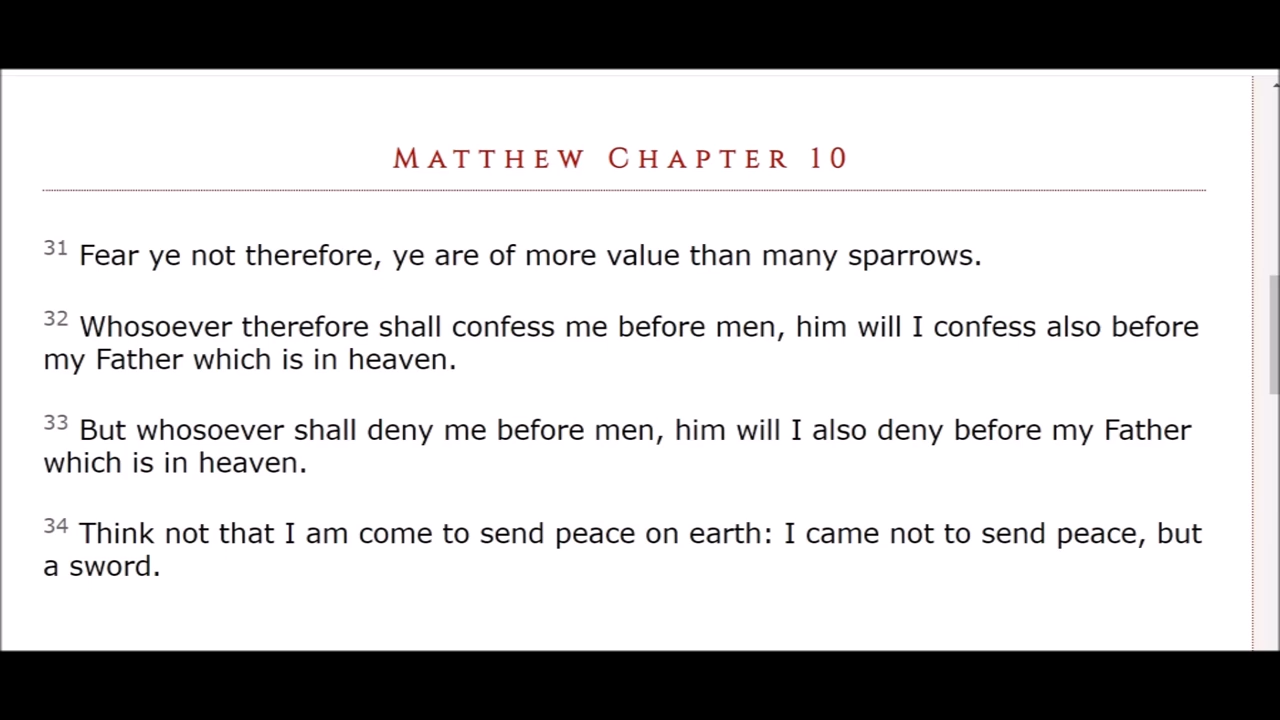 Matthew Chapter 10
31 Fear ye not therefore, ye are of more value than many sparrows.
32 Whosoever therefore shall confess me before men, him will I confess also before
my Father which is in heaven.
33 But whosoever shall deny me before men, him will I also deny before my Father
which is in heaven.
34 Think not that I am come to send peace on earth: I came not to send peace, but
a sword.